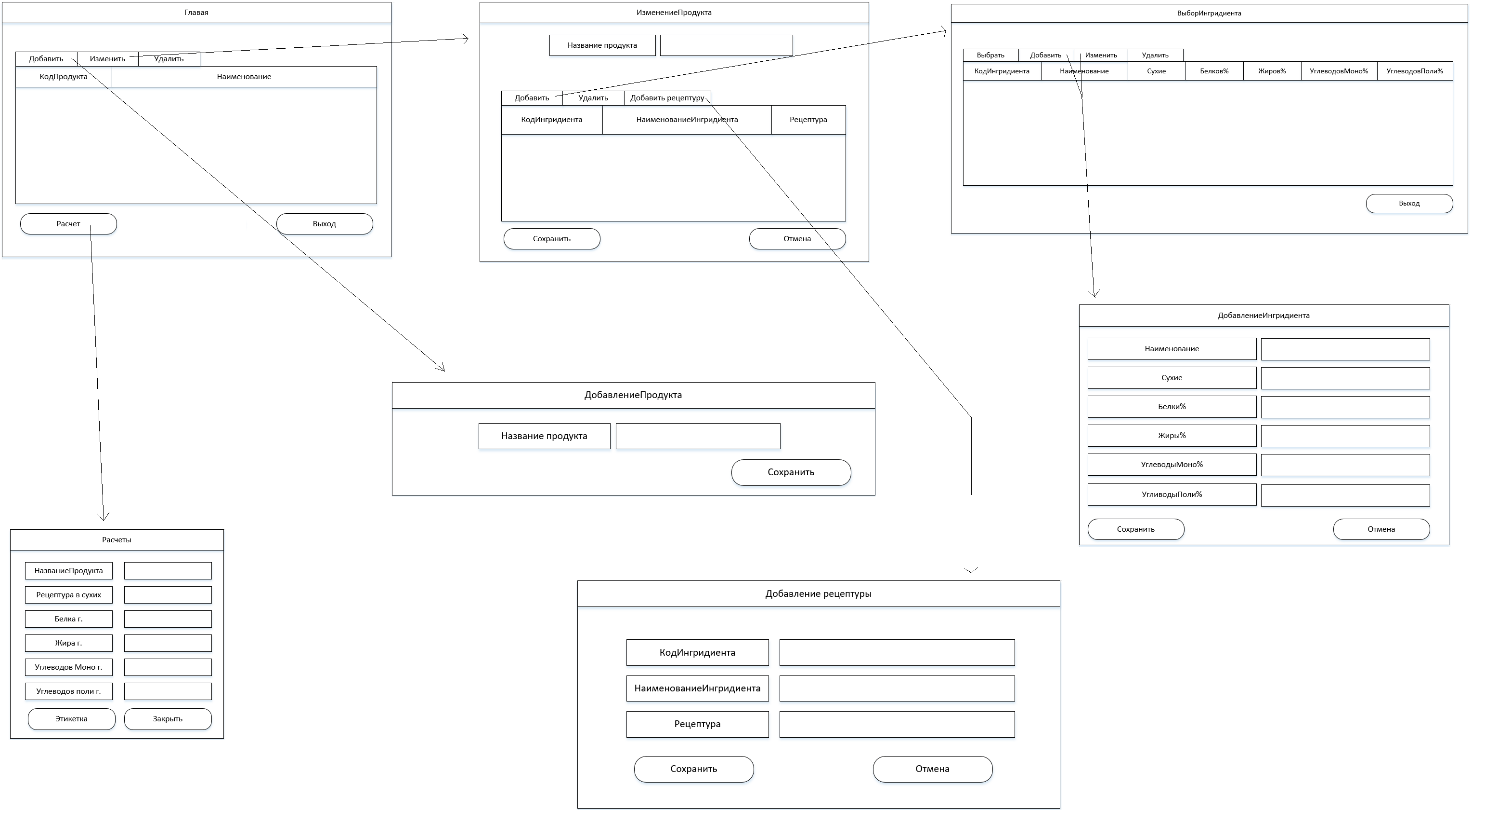 Главая
Добавить Изменить Удалить
КодПродукта Наименование
Расчет Выход
ИзменениеПродукта
Название продукта
Добавить Удалить Добавить рецептуру
КодИнгридиента НаименованиеИнгридиента Рецептура
Сохранить Отмена
ВыборИнгридиента
Выбрать Добавить Изменить Удалить
КодИнгридиента Наименование Сухие Белков% Жиров% УглеводовМоно% УглеводовПоли%
Выход
ДобавлениеИнгридиента
Наименование
Сухие
Белки%
Жиры%
УглеводыМоно%
УгливодыПоли%
Сохранить Отмена
ДобавлениеПродукта
Название продукта
Сохранить
Расчеты
НазваниеПродукта
Рецептура в сухих
Белка г.
Жира г.
Углеводов Моно г.
Углеводов поли г.
Этикетка Закрыть
Добавление рецептуры
КодИнгридиента
НаименованиеИнгридиента
Рецептура
Сохранить Отмена